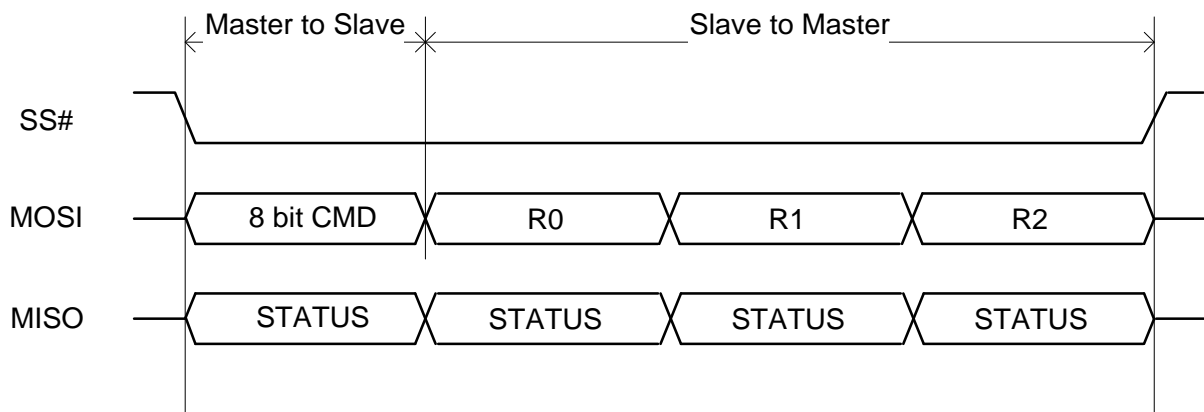 Master to Slave Slave to Master
SS#
MOSI 8 bit CMD R0 R1 R2
MISO STATUS STATUS STATUS STATUS